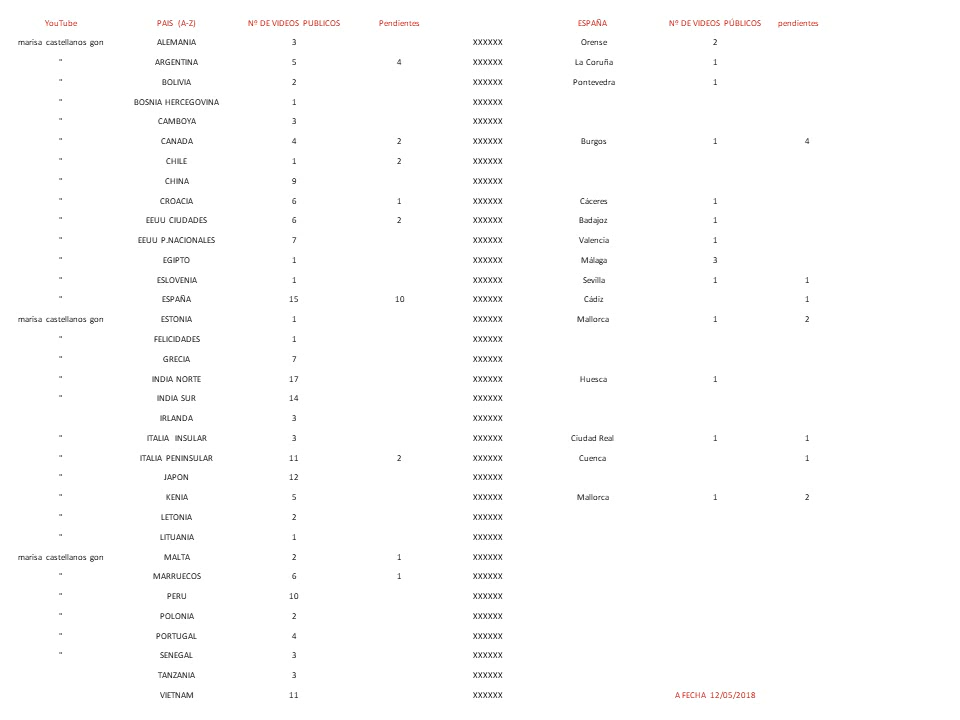 YouTube PAIS (A-Z) Nº DE VIDEOS PUBLICOS Pendientes ESPAÑA Nº DE VIDEOS PÚBLICOS pendientes
marisa castellanos gon ALEMANIA 3 XXXXXX Orense 2
" ARGENTINA 5 4 XXXXXX La Coruña 1
" BOLIVIA 2 XXXXXX Pontevedra 1
" BOSNIA HERCEGOVINA 1 XXXXXX
" CAMBOYA 3 XXXXXX
" CANADA 4 2 XXXXXX Burgos 1 4
" CHILE 1 2 XXXXXX
" CHINA 9 XXXXXX
" CROACIA 6 1 XXXXXX Cáceres 1
" EEUU CIUDADES 6 2 XXXXXX Badajoz 1
" EEUU P.NACIONALES 7 XXXXXX Valencia 1
" EGIPTO 1 XXXXXX Málaga 3
" ESLOVENIA 1 XXXXXX Sevilla 1 1
" ESPAÑA 15 10 XXXXXX Cádiz 1
marisa castellanos gon ESTONIA 1 XXXXXX Mallorca 1 2
" FELICIDADES 1 XXXXXX
" GRECIA 7 XXXXXX
" INDIA NORTE 17 XXXXXX Huesca 1
" INDIA SUR 14 XXXXXX
IRLANDA 3 XXXXXX
" ITALIA INSULAR 3 XXXXXX Ciudad Real 1 1
" ITALIA PENINSULAR 11 2 XXXXXX Cuenca 1
" JAPON 12 XXXXXX
" KENIA 5 XXXXXX Mallorca 1 2
" LETONIA 2 XXXXXX
" LITUANIA 1 XXXXXX
marisa castellanos gon MALTA 2 1 XXXXXX
" MARRUECOS 6 1 XXXXXX
" PERU 10 XXXXXX
" POLONIA 2 XXXXXX
" PORTUGAL 4 XXXXXX
" SENEGAL 3 XXXXXX
TANZANIA 3 XXXXXX
VIETNAM 11 XXXXXX A FECHA 12/05/2018